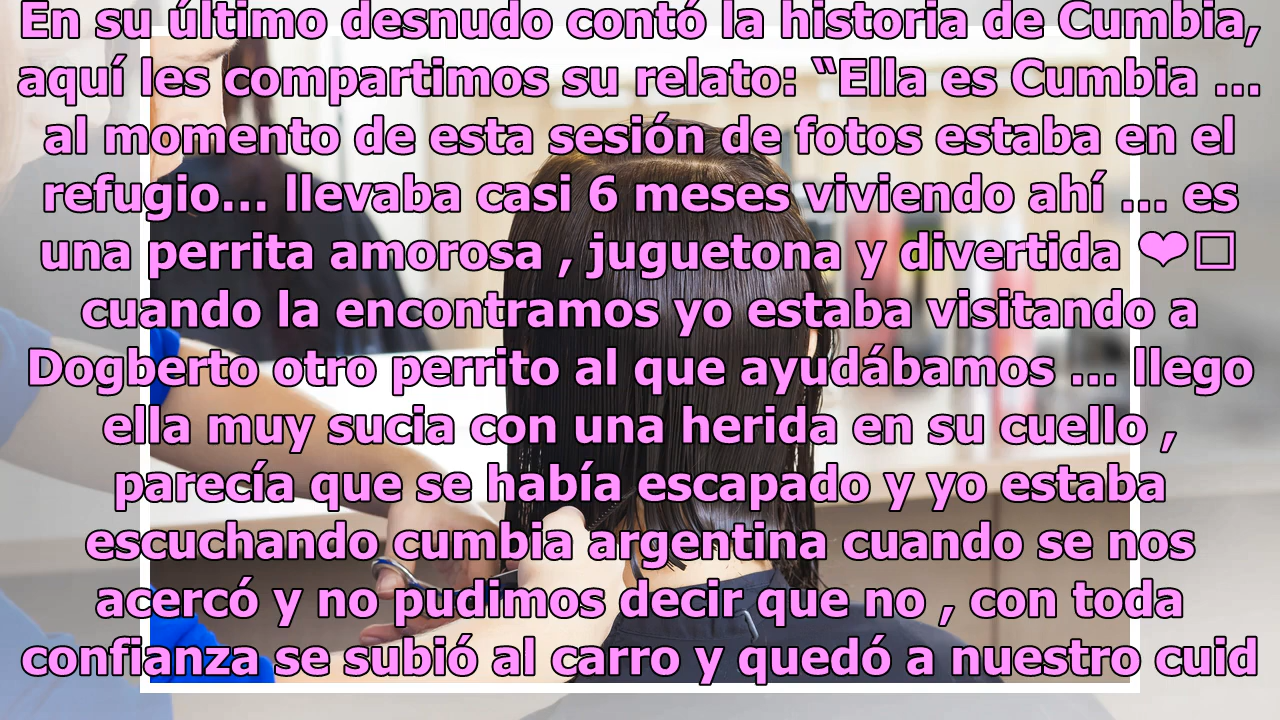 En su último desnudo contó la historia de Cumbia,
aquí les compartimos su relato: “Ella es Cumbia ...
al momento de esta sesión de fotos estaba en el
refugio... llevaba casi 6 meses viviendo ahí ... es
una perrita amorosa , juguetona y divertida ❤□
cuando la encontramos yo estaba visitando a
Dogberto otro perrito al que ayudábamos ... llego
ella muy sucia con una herida en su cuello ,
parecía que se había escapado y yo estaba
escuchando cumbia argentina cuando se nos
acercó y no pudimos decir que no , con toda
confianza se subió al carro y quedó a nuestro cuid